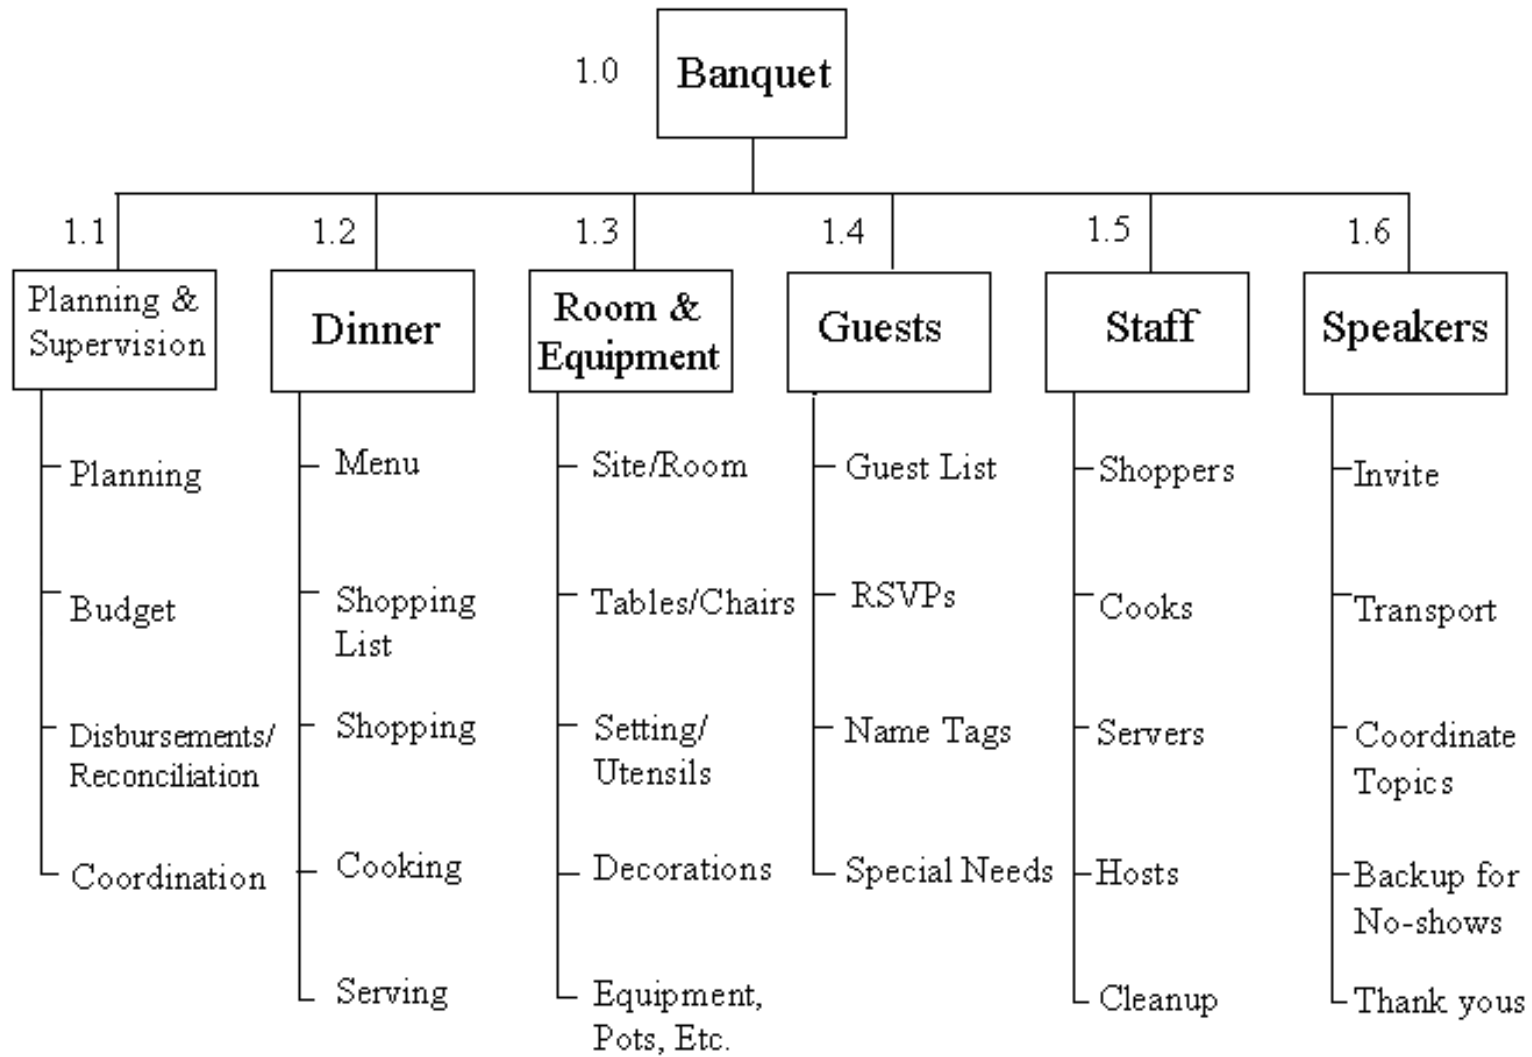 1.0
Banquet
1.1
Planning &
Supervision
Planning
Budget
Disbursements/
Reconciliation
Coordination
1.2
Dinner
Menu
Shopping
List
Shopping
Cooking
Serving
1.3
Room &
Equipment
Site/Room
Tables/Chairs
Setting/
Utensils
Decorations
Equipment,
Pots, Etc.
1.4
Guests
Guest List
RSVPs
Name Tags
Special Needs
1.5
Staff
Shoppers
Cooks
Servers
Hosts
Cleanup
1.6
Speakers
Invite
Transport
Coordinate
Topics
Backup for
No-shows
Thank yous